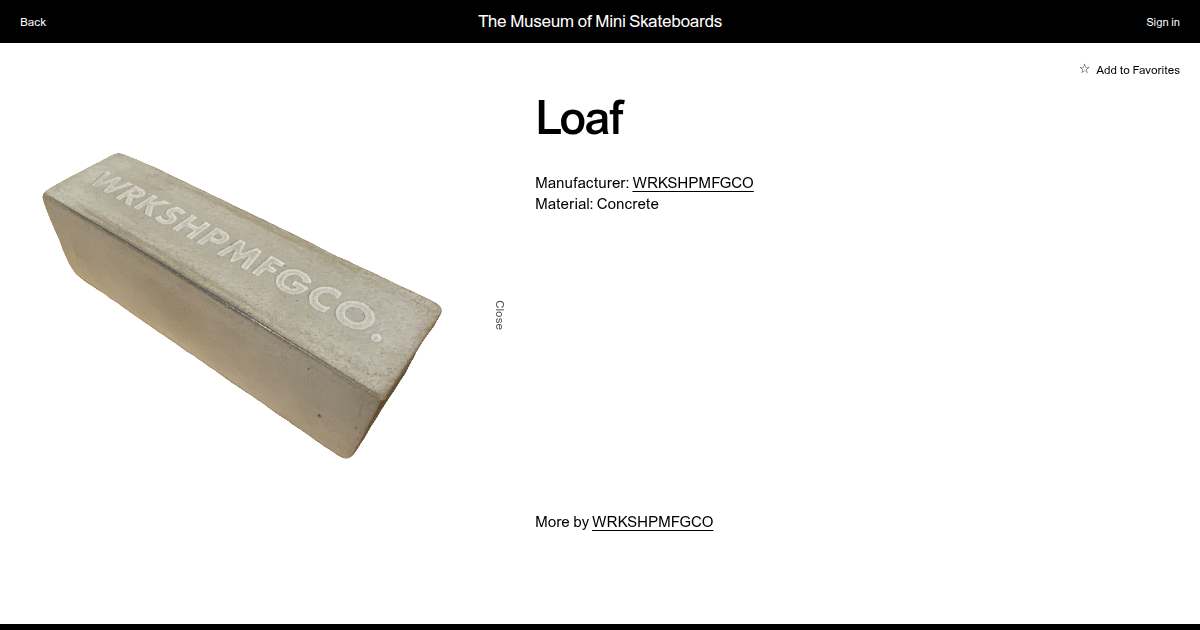 Back
The Museum of Mini Skateboards
Sign in
☆ Add to Favorites
Loaf
WRKSHPMFGCO.
Manufacturer: WRKSHPMFGCO
Material: Concrete
Close
More by WRKSHPMFGCO